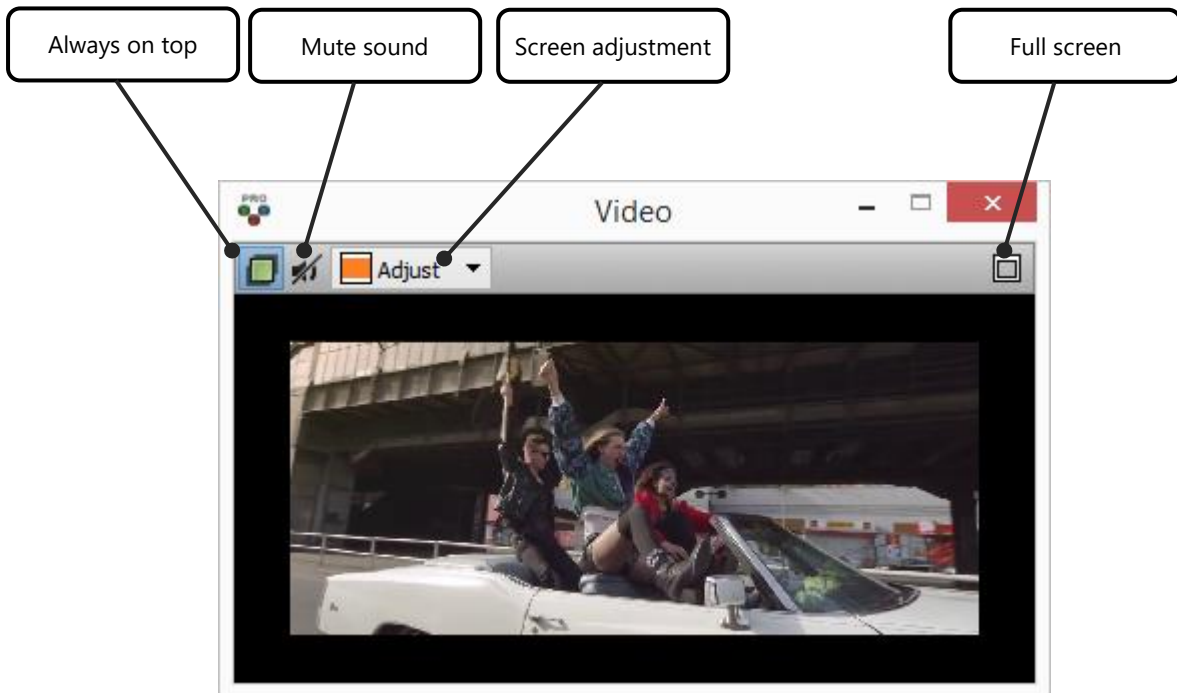 Always on top
Mute sound
Screen adjustment
Full screen
PRO
Video
Adjust